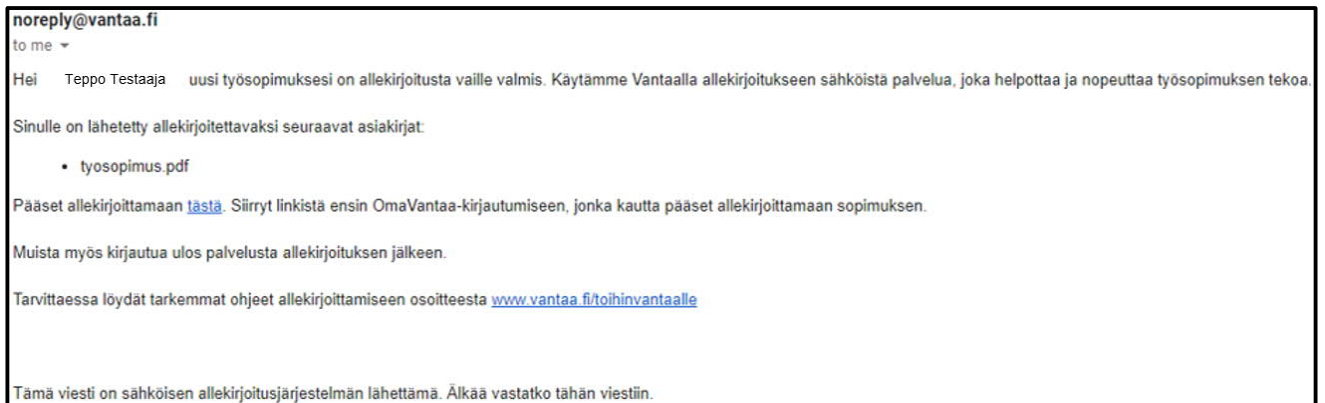 noreply@vantaa.fi
to me
Hei Teppo Testaaja uusi työsopimuksesi on allekirjoitusta vaille valmis. Käytämme Vantaalla allekirjoitukseen sähköistä palvelua, joka helpottaa ja nopeuttaa työsopimuksen tekoa.
Sinulle on lähetetty allekirjoitettavaksi seuraavat asiakirjat:
• tyosopimus.pdf
Pääset allekirjoittamaan tästä. Siirryt linkistä ensin OmaVantaa-kirjautumiseen, jonka kautta pääset allekirjoittamaan sopimuksen.
Muista myös kirjautua ulos palvelusta allekirjoituksen jälkeen.
Tarvittaessa löydät tarkemmat ohjeet allekirjoittamiseen osoitteesta www.vantaa.fi/toihinvantaalle
Tämä viesti on sähköisen allekirjoitusjärjestelmän lähettämä. Älkää vastatko tähän viestiin.